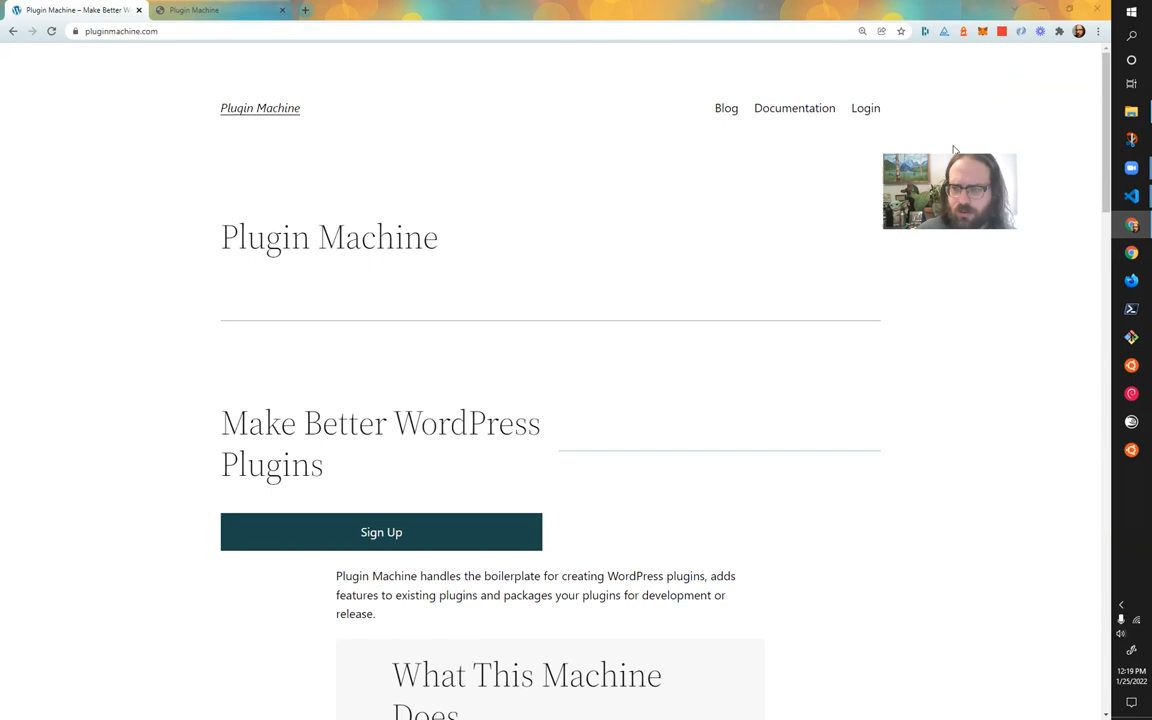 Plugin Machine – Make Better W
Plugin Machine
pluginmachine.com
Plugin Machine
Blog
Documentation
Login
Plugin Machine
Make Better WordPress
Plugins
Sign Up
Plugin Machine handles the boilerplate for creating WordPress plugins, adds
features to existing plugins and packages your plugins for development or
release.
What This Machine
Does
12:19 PM
1/25/2022